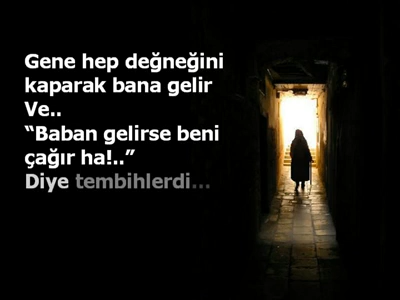 Gene hep değneğini
kaparak bana gelir
Ve..
“Baban gelirse beni
çağır ha!..”
Diye tembihlerdi...